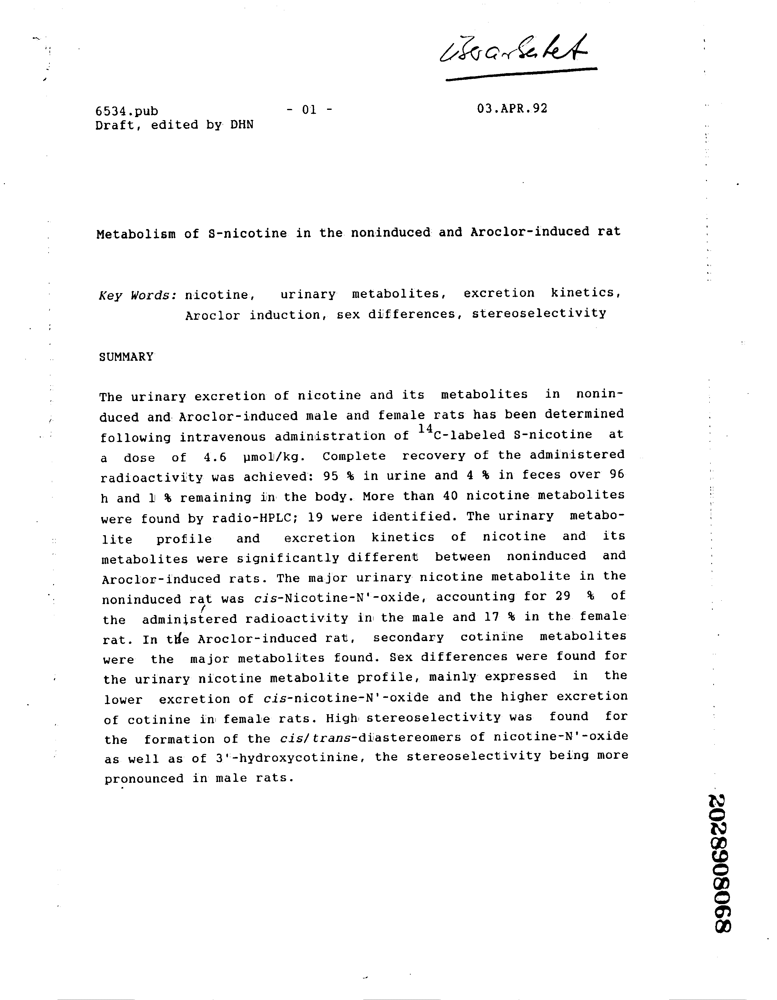 überarbeitet
6534.pub - 01 - 03.APR.92
Draft, edited by DHN
Metabolism of S-nicotine in the noninduced and Aroclor-induced rat
Key Words: nicotine, urinary metabolites, excretion kinetics,
Aroclor induction, sex differences, stereoselectivity
SUMMARY
The urinary excretion of nicotine and its metabolites in nonin-
duced and Aroclor-induced male and female rats has been determined
following intravenous administration of ¹⁴C-labeled S-nicotine at
a dose of 4.6 µmol/kg. Complete recovery of the administered
radioactivity was achieved: 95 % in urine and 4 % in feces over 96
h and 1 % remaining in the body. More than 40 nicotine metabolites
were found by radio-HPLC; 19 were identified. The urinary metabo-
lite profile and excretion kinetics of nicotine and its
metabolites were significantly different between noninduced and
Aroclor-induced rats. The major urinary nicotine metabolite in the
noninduced rat was cis-Nicotine-N'-oxide, accounting for 29 % of
the administered radioactivity in the male and 17 % in the female
rat. In the Aroclor-induced rat, secondary cotinine metabolites
were the major metabolites found. Sex differences were found for
the urinary nicotine metabolite profile, mainly expressed in the
lower excretion of cis-nicotine-N'-oxide and the higher excretion
of cotinine in female rats. High stereoselectivity was found for
the formation of the cis/trans-diastereomers of nicotine-N'-oxide
as well as of 3'-hydroxycotinine, the stereoselectivity being more
pronounced in male rats.
2028908068